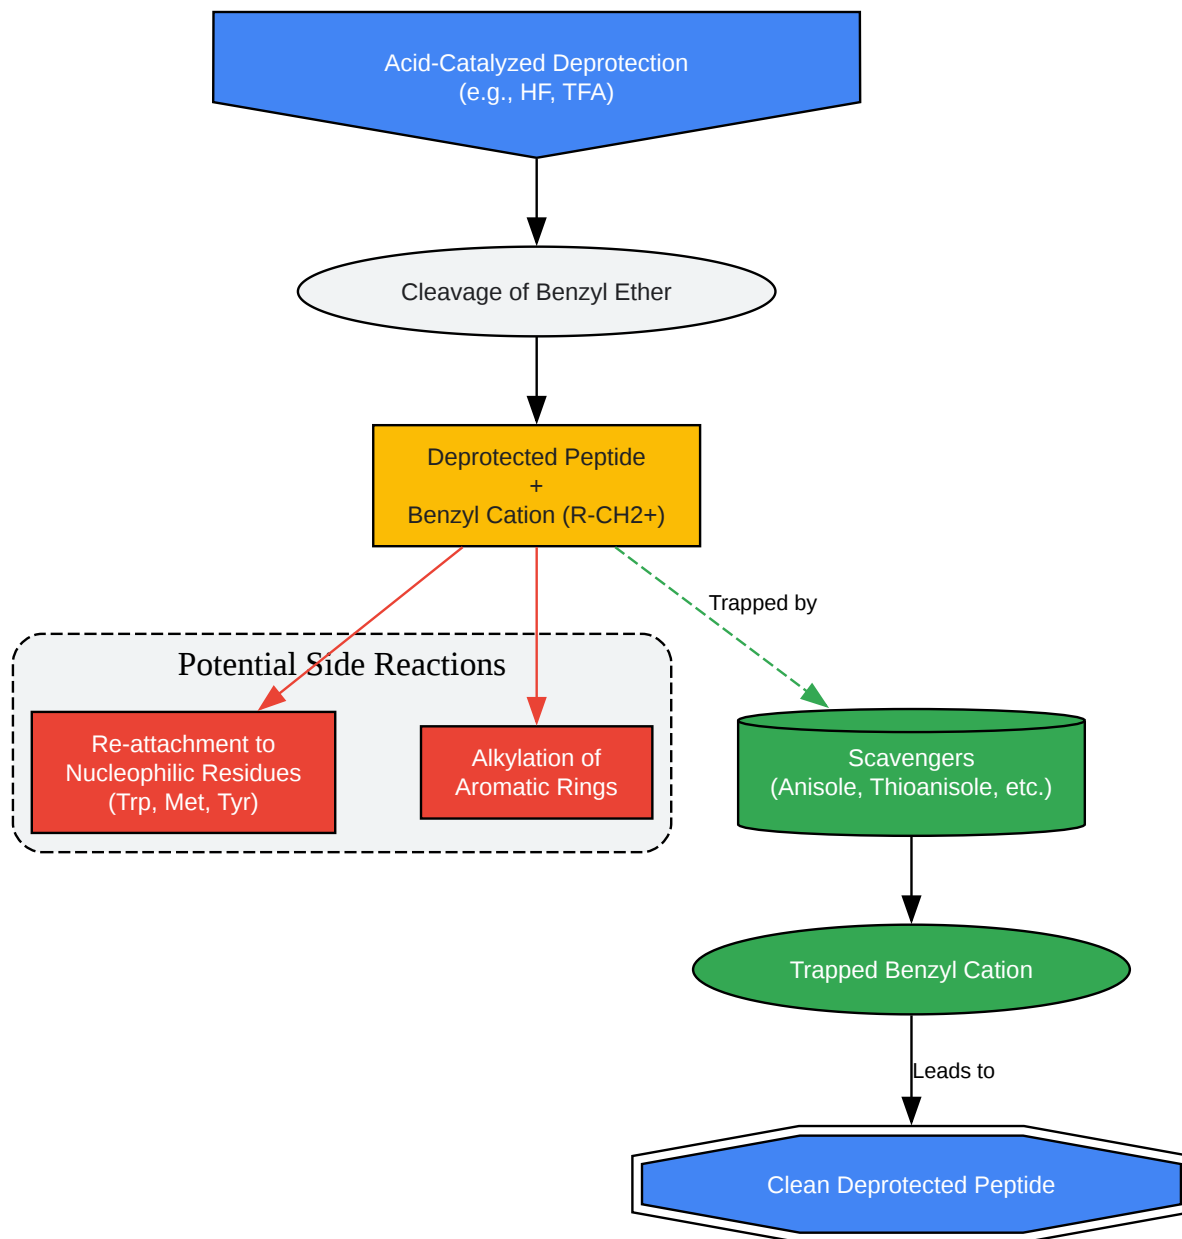 Acid-Catalyzed Deprotection
(e.g., HF, TFA)
Cleavage of Benzyl Ether
Deprotected Peptide
+
Benzyl Cation (R-CH2+)
Trapped by
Potential Side Reactions
Re-attachment to
Nucleophilic Residues
(Trp, Met, Tyr)
Alkylation of
Aromatic Rings
Scavengers
(Anisole, Thioanisole, etc.)
Trapped Benzyl Cation
Leads to
Clean Deprotected Peptide